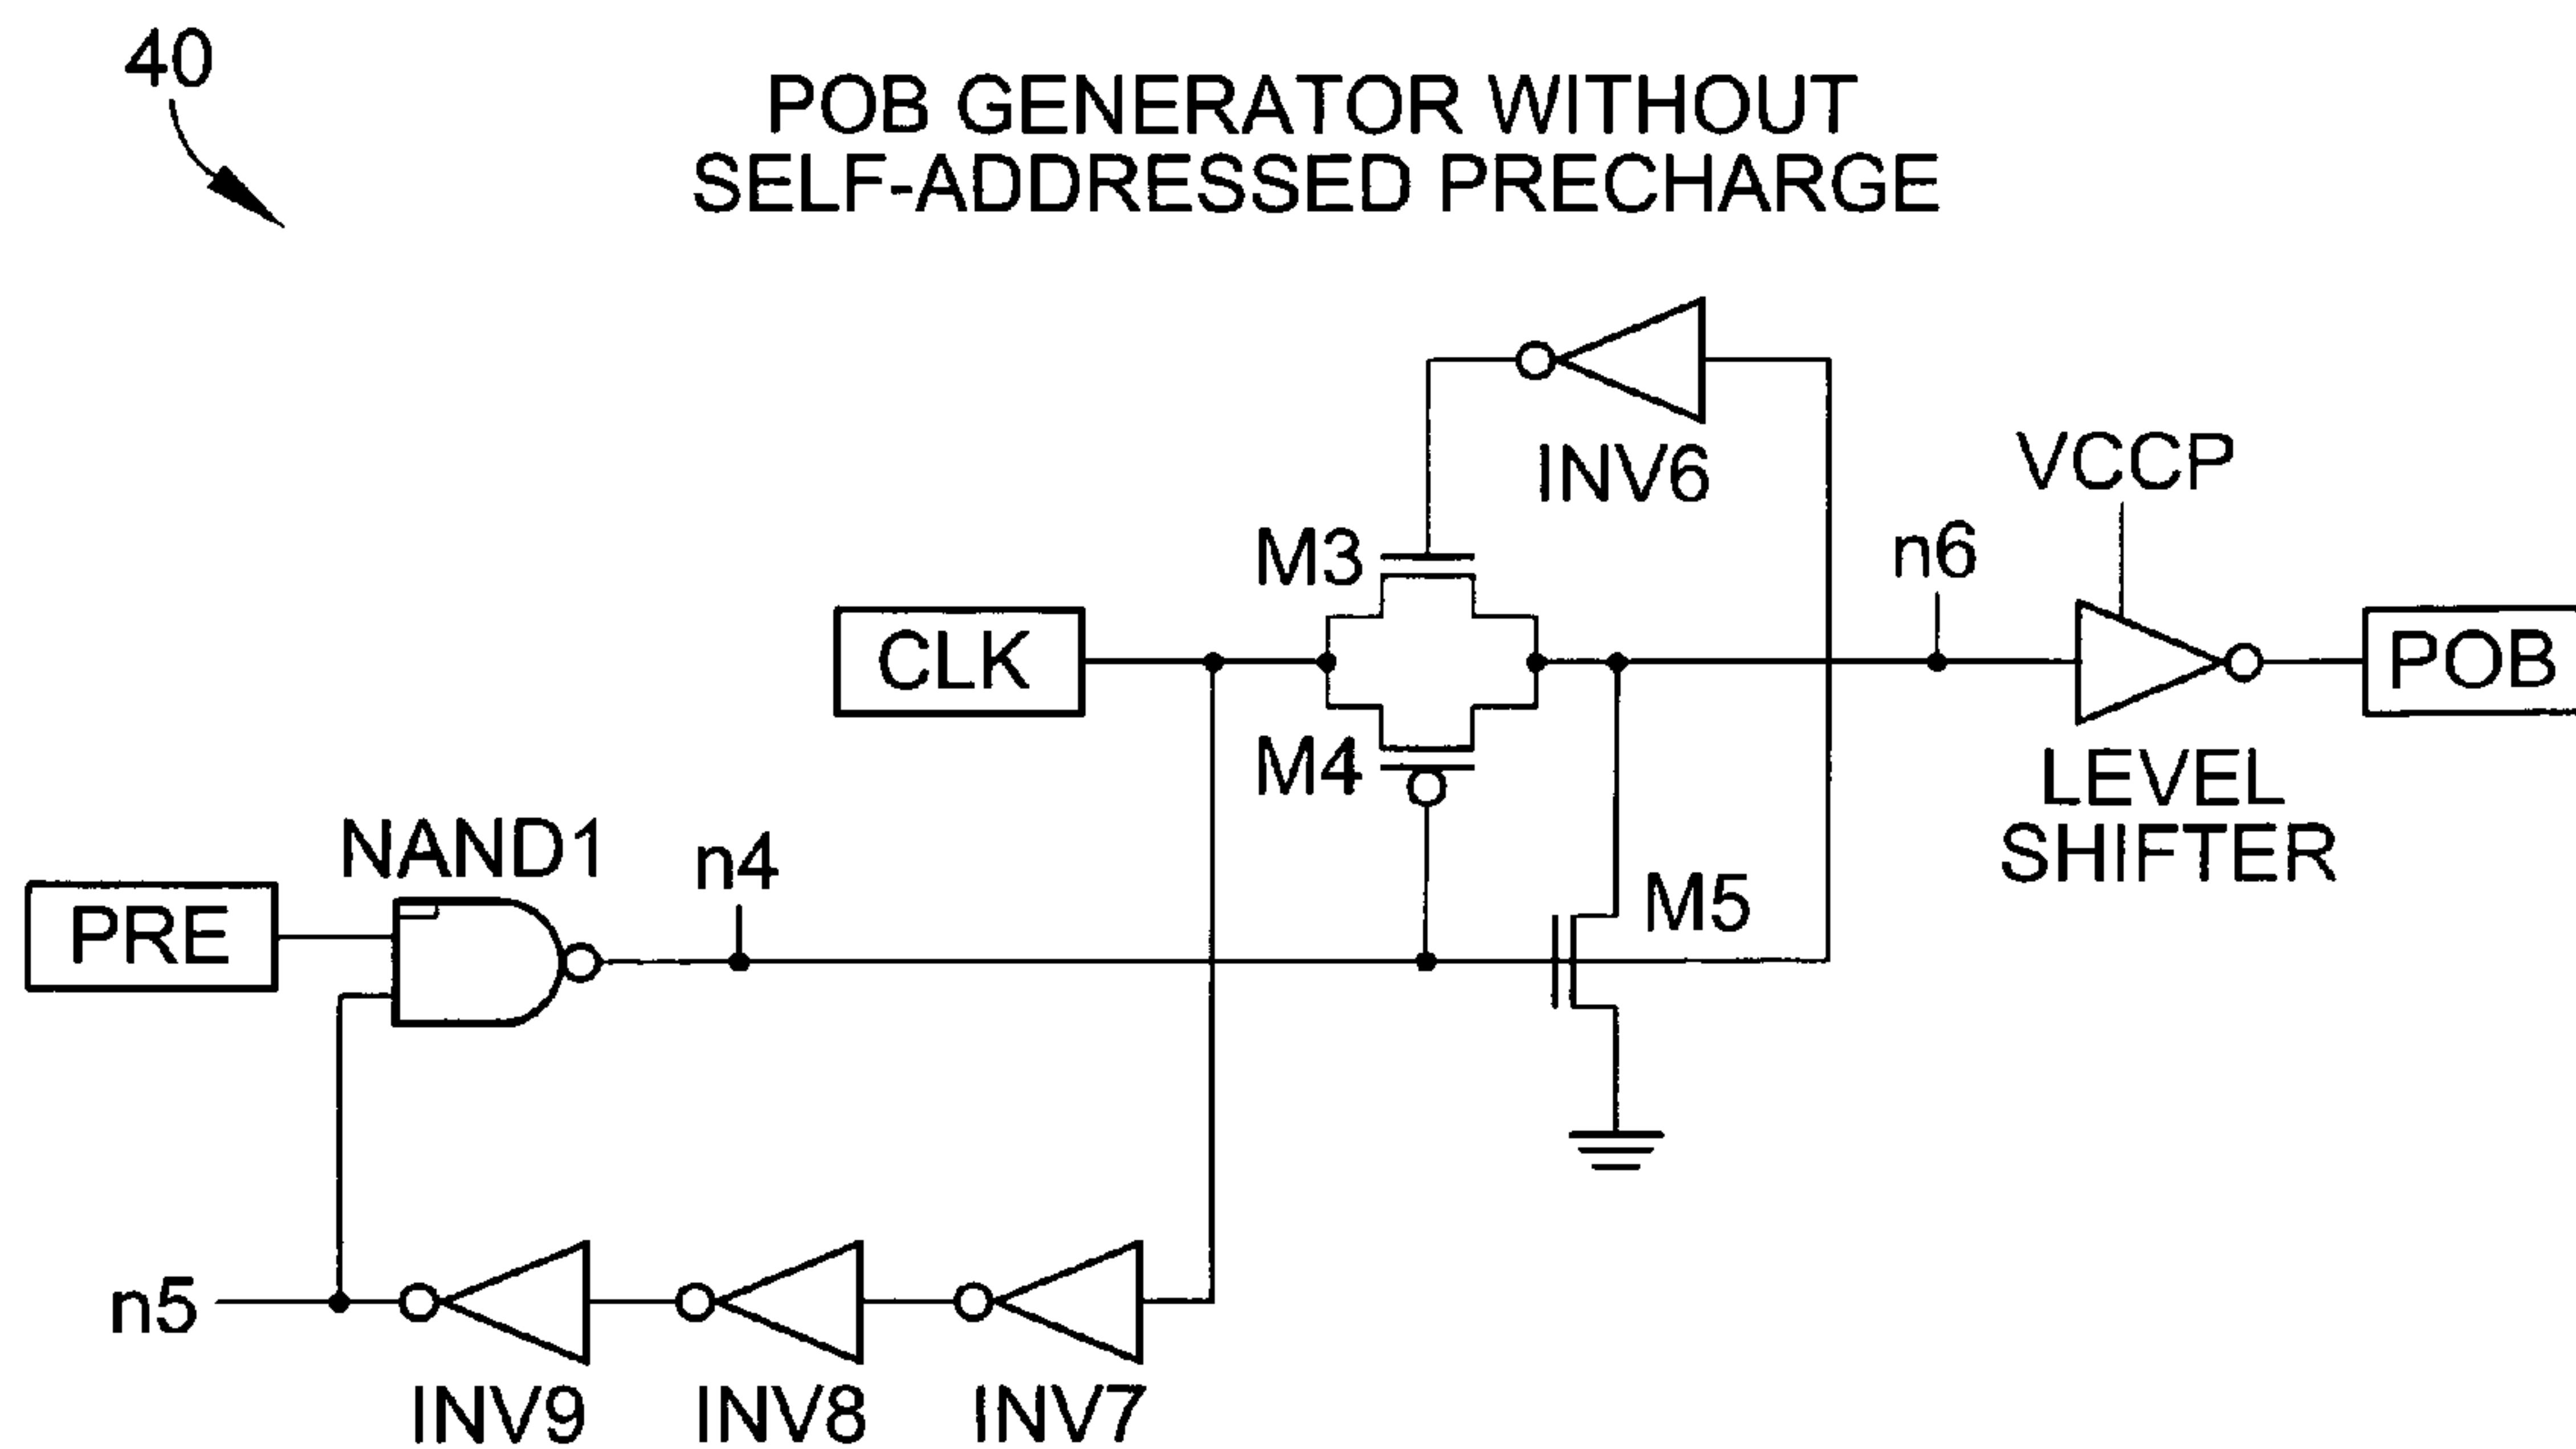 40
POB GENERATOR WITHOUT
SELF-ADDRESSED PRECHARGE
INV6
VCCP
M3
n6
CLK
POB
M4
LEVEL
SHIFTER
NAND1
n4
M5
PRE
n5
INV9
INV8
INV7